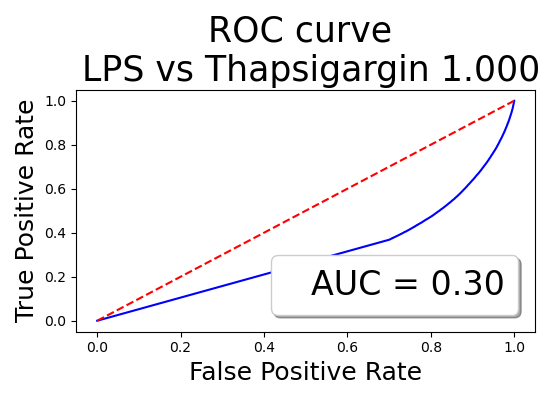 ROC curve
LPS vs Thapsigargin 1.000
True Positive Rate
1.0
0.8
0.6
0.4
0.2
0.0
AUC = 0.30
0.0 0.2 0.4 0.6 0.8 1.0
False Positive Rate